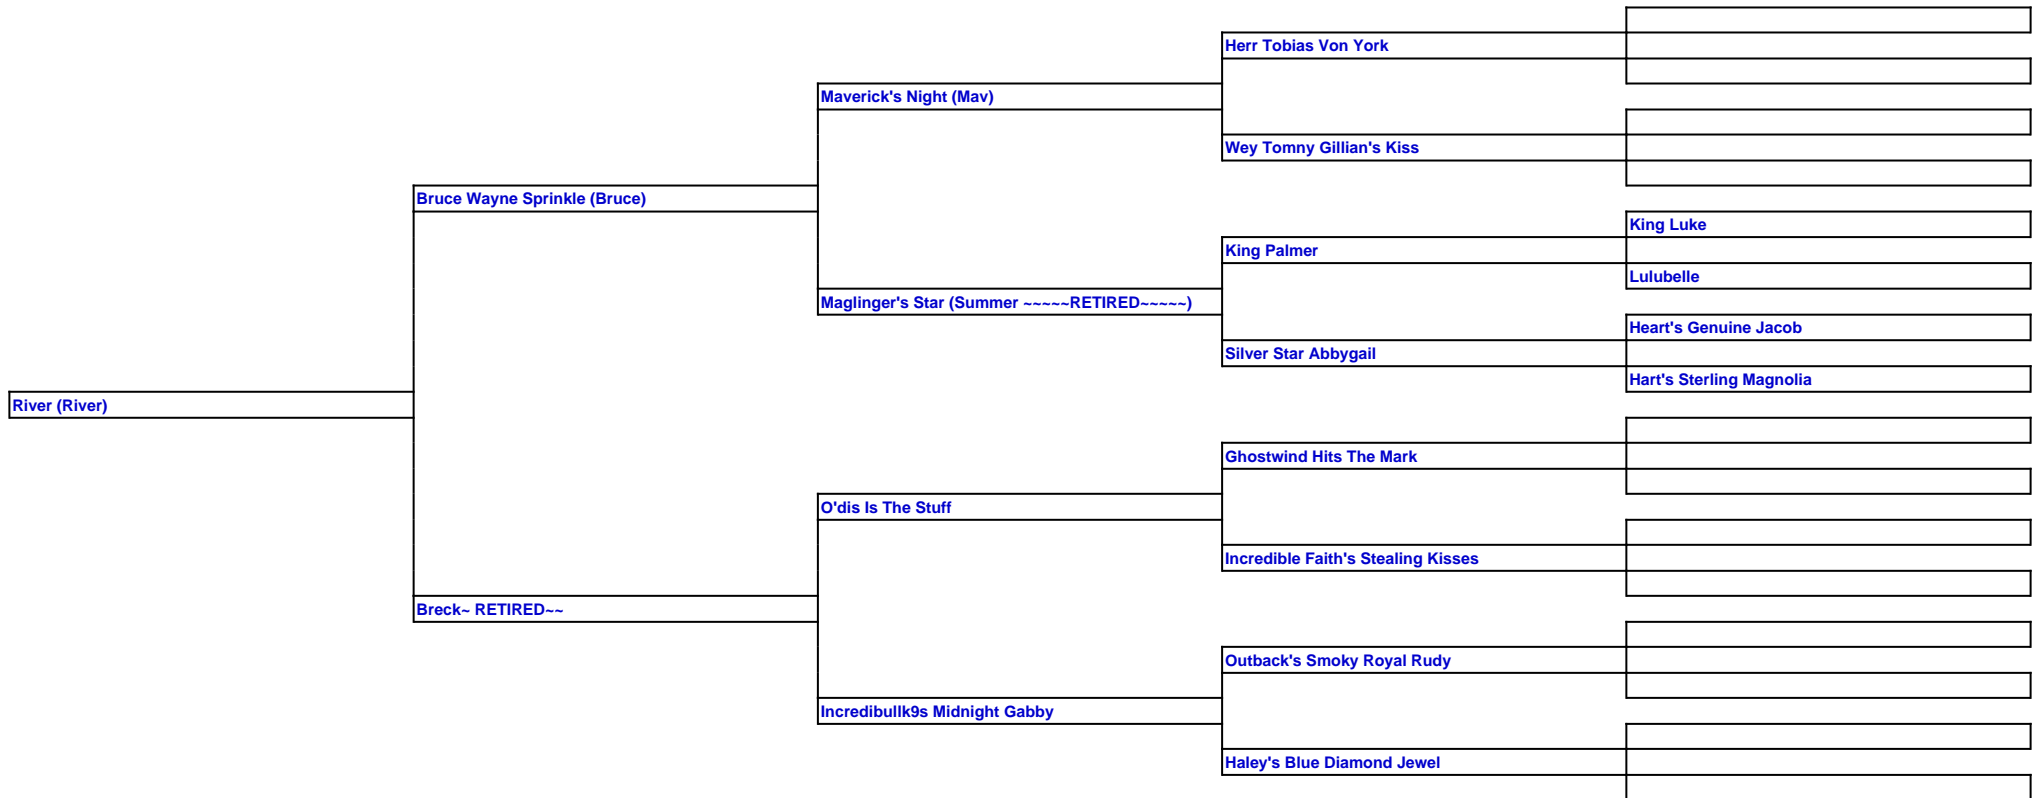 Herr Tobias Von York
Maverick's Night (Mav)
Wey Tomny Gillian's Kiss
Bruce Wayne Sprinkle (Bruce)
King Luke
King Palmer
Lulubelle
Maglinger's Star (Summer ~~~~~RETIRED~~~~~)
Heart's Genuine Jacob
Silver Star Abbygail
Hart's Sterling Magnolia
River (River)
Ghostwind Hits The Mark
O'dis Is The Stuff
Incredible Faith's Stealing Kisses
Breck~ RETIRED~~
Outback's Smoky Royal Rudy
Incredibullk9s Midnight Gabby
Haley's Blue Diamond Jewel